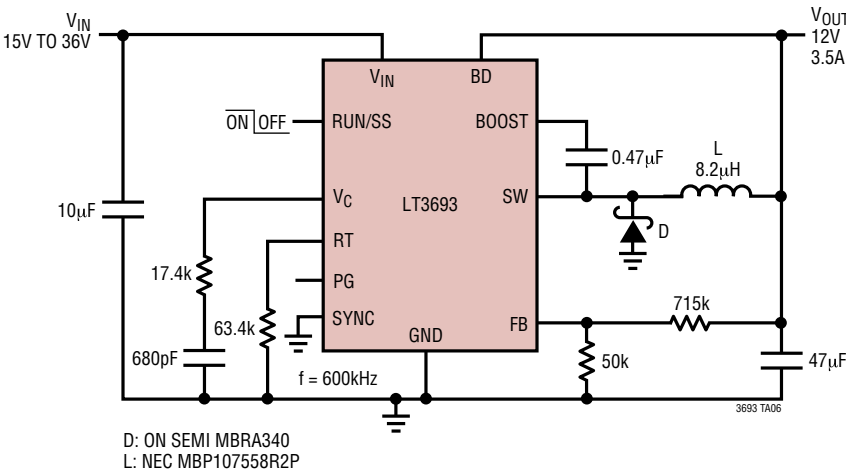 VIN
15V TO 36V
VOUT
12V
3.5A
VIN
BD
ON OFF
RUN/SS
BOOST
0.47µF
L
8.2µH
10µF
VC
LT3693
SW
RT
D
17.4k
PG
715k
63.4k
SYNC
FB
GND
680pF
f = 600kHz
50k
47µF
3693 TA06
D: ON SEMI MBRA340
L: NEC MBP107558R2P